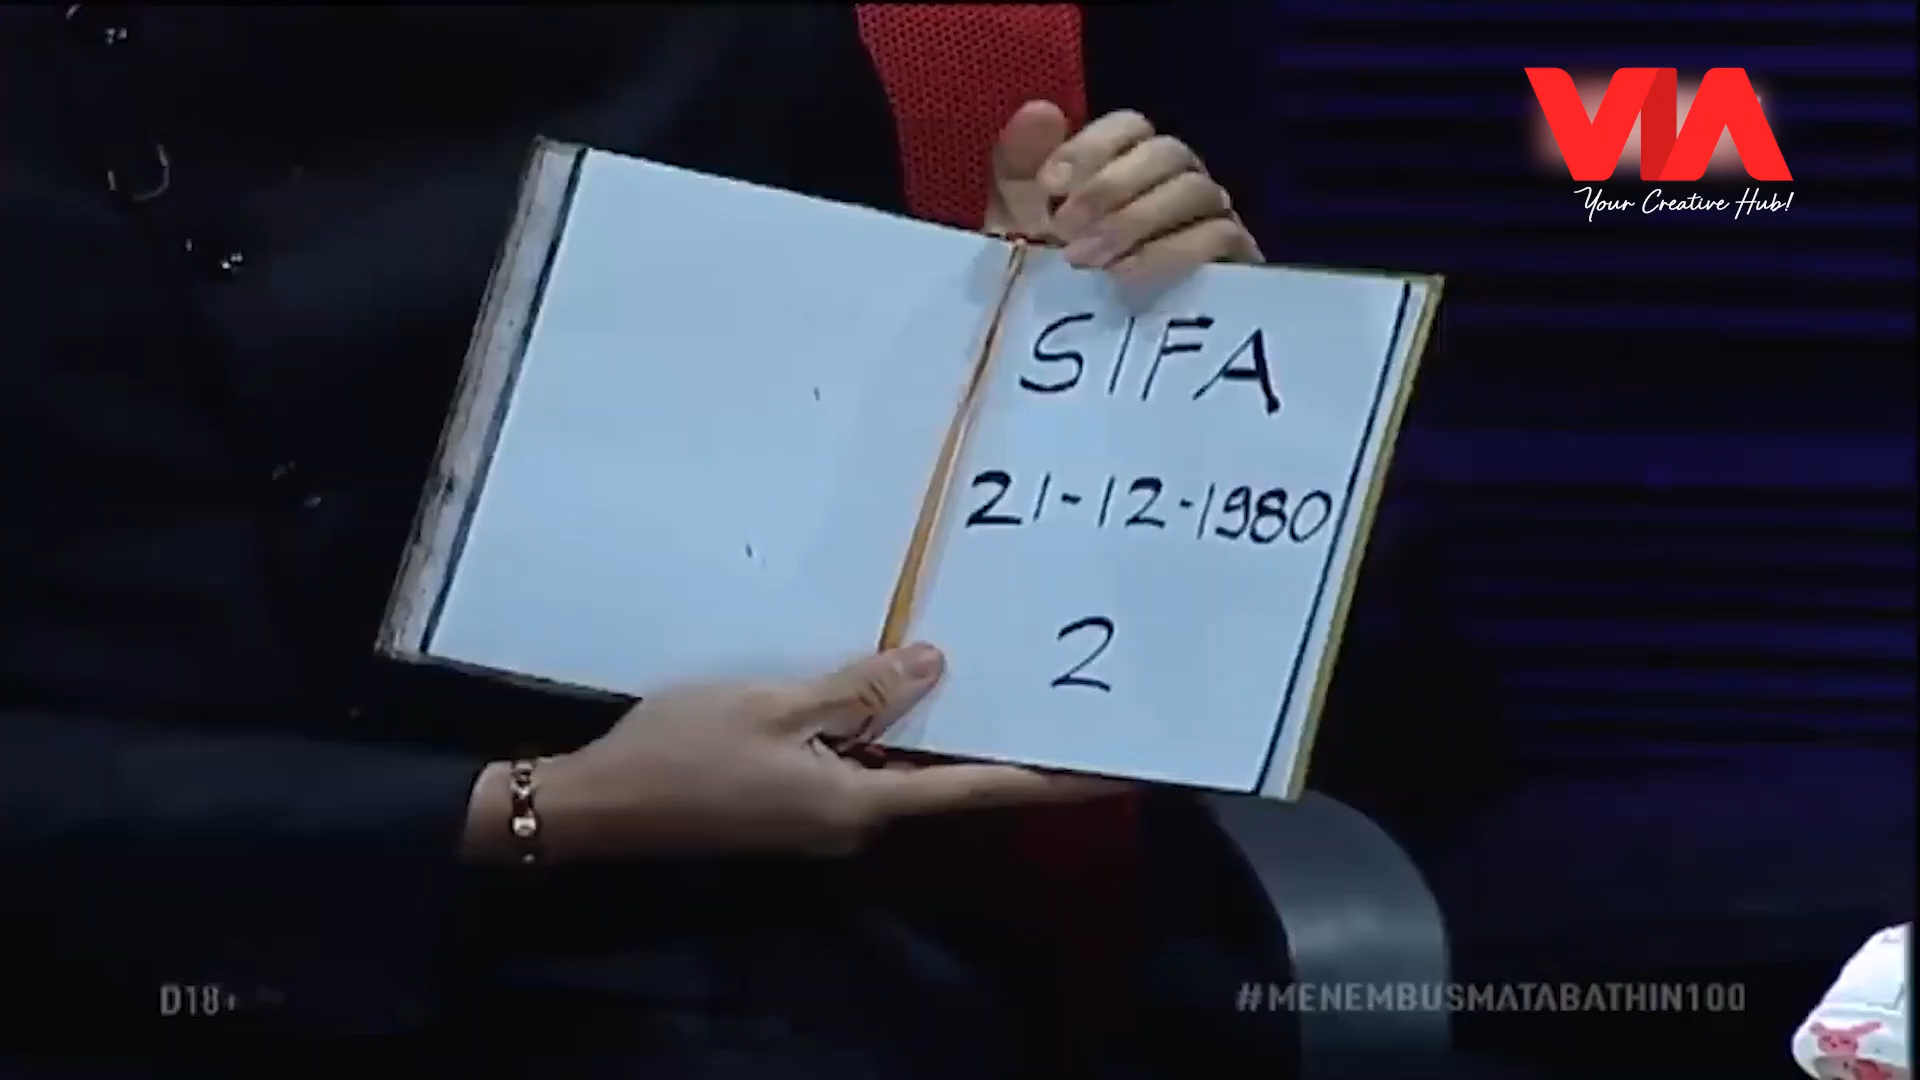 VIA
Your Creative Hub!
SIFA
21-12-1980
2
D18+
#MENEMBUSMATABATHIN100